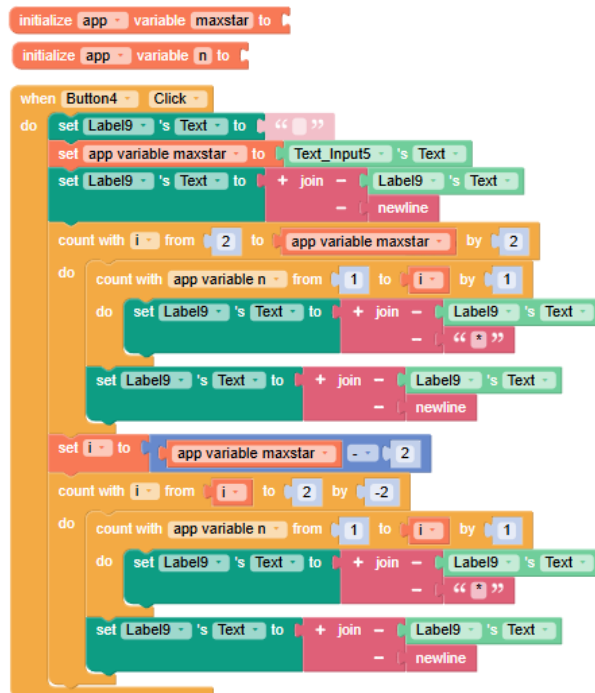 initialize app variable maxstar to
initialize app variable n to
when Button4 Click
do set Label9 's Text to “ ”
set app variable maxstar to Text_Input5 's Text
set Label9 's Text to + join − Label9 's Text
− newline
count with i from 2 to app variable maxstar by 2
do count with app variable n from 1 to i by 1
do set Label9 's Text to + join − Label9 's Text
− “ * ”
set Label9 's Text to + join − Label9 's Text
− newline
set i to app variable maxstar - 2
count with i from i to 2 by -2
do count with app variable n from 1 to i by 1
do set Label9 's Text to + join − Label9 's Text
− “ * ”
set Label9 's Text to + join − Label9 's Text
− newline